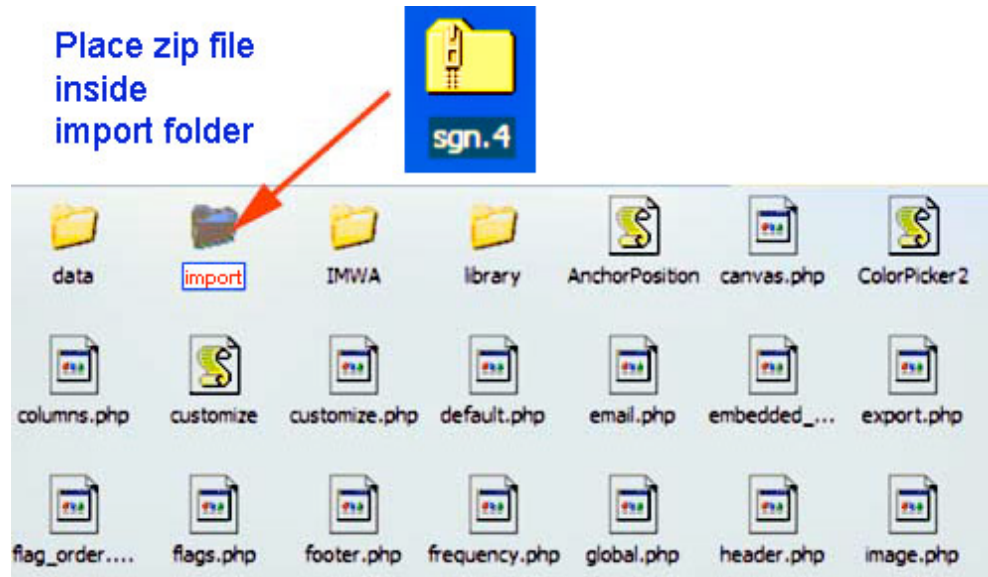 Place zip file
inside
import folder
sgn.4
data
import
IMWA
library
AnchorPosition
canvas.php
ColorPicker2
columns.php
customize
customize.php
default.php
email.php
embedded_...
export.php
flag_order....
flags.php
footer.php
frequency.php
global.php
header.php
image.php